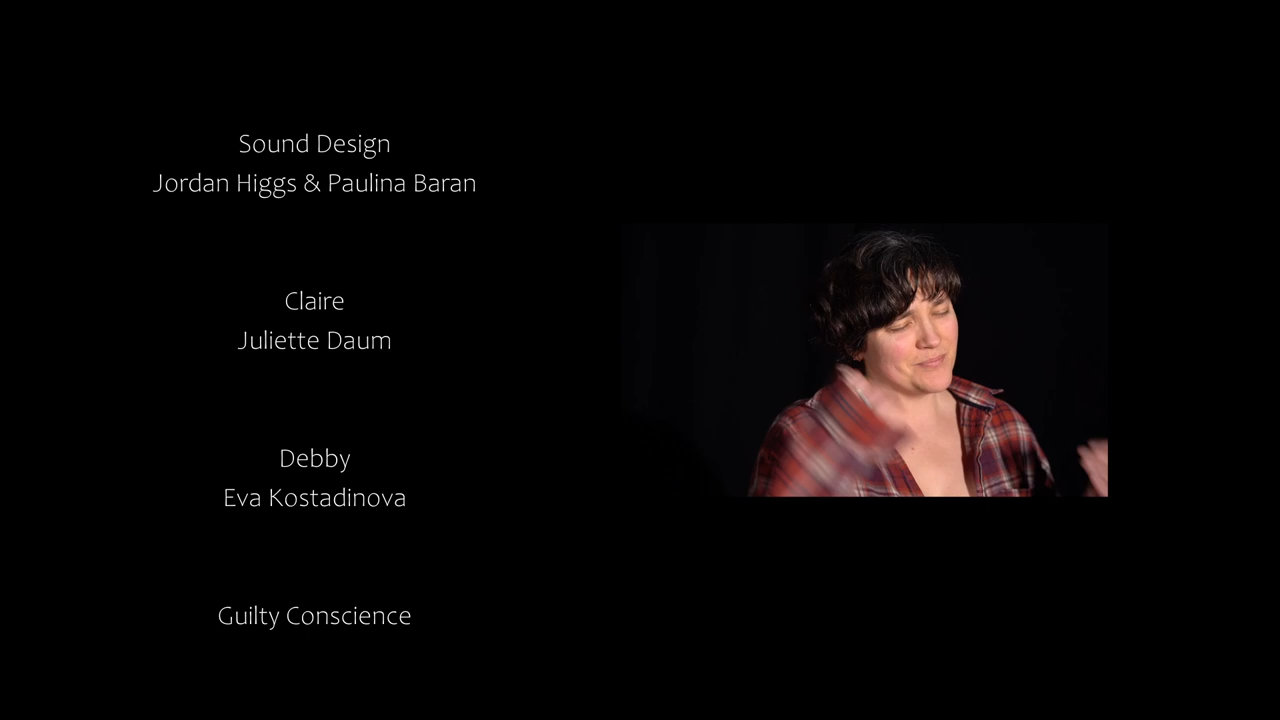 Sound Design
Jordan Higgs & Paulina Baran
Claire
Juliette Daum
Debby
Eva Kostadinova
Guilty Conscience